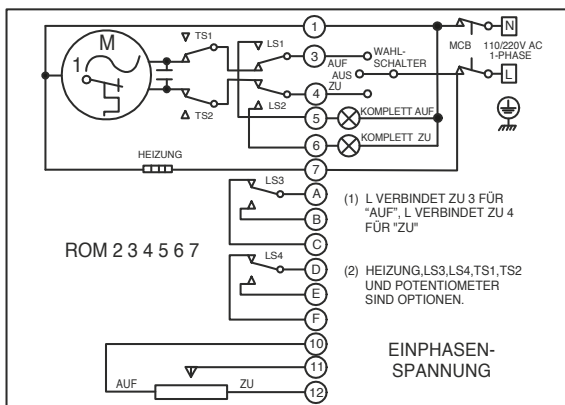 M
1
TS1
TS2
LS1
LS2
1
3
4
5
6
7
AUF
AUS
ZU
WAHL-
SCHALTER
MCB
N
L
110/220V AC
1-PHASE
KOMPLETT AUF
KOMPLETT ZU
HEIZUNG
LS3
A
B
C
LS4
D
E
F
ROM 2 3 4 5 6 7
(1) L VERBINDET ZU 3 FÜR
"AUF", L VERBINDET ZU 4
FÜR "ZU"
(2) HEIZUNG,LS3,LS4,TS1,TS2
UND POTENTIOMETER
SIND OPTIONEN.
10
11
12
AUF
ZU
EINPHASEN-
SPANNUNG